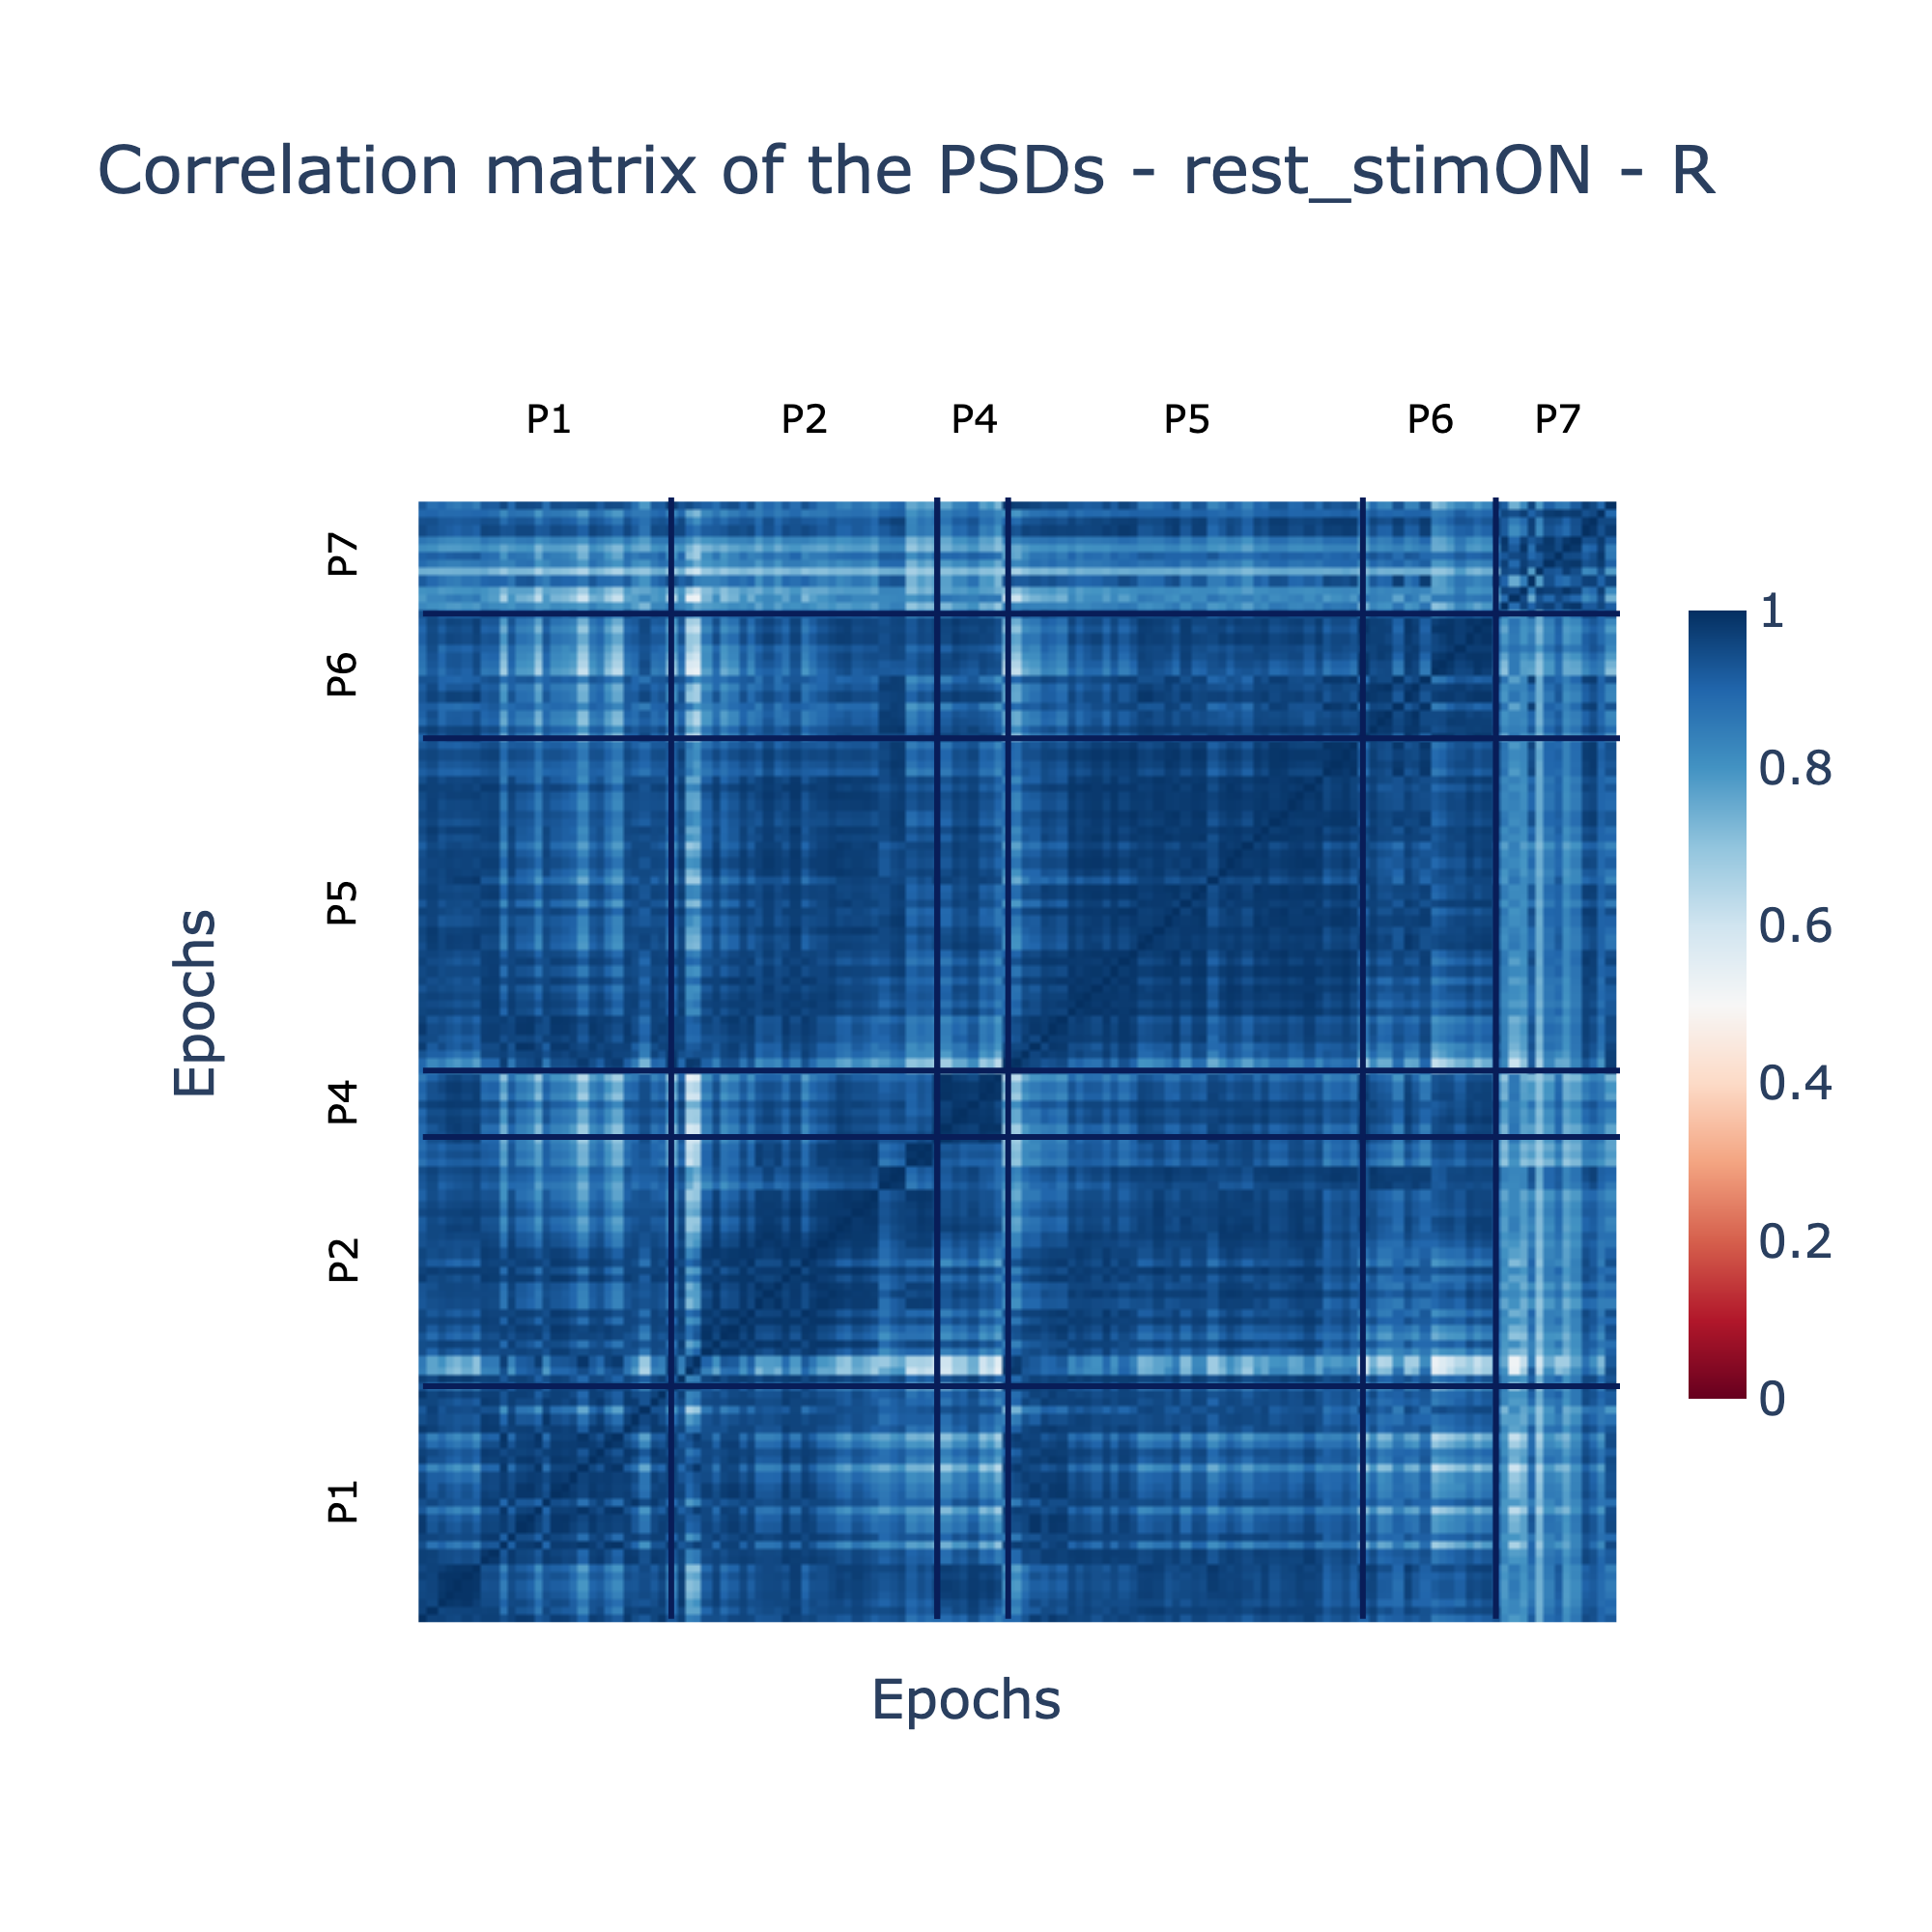 Correlation matrix of the PSDs - rest_stimON - R
P1 P2 P4 P5 P6 P7
P7
P6
P5
P4
P2
P1
Epochs
Epochs
1
0.8
0.6
0.4
0.2
0